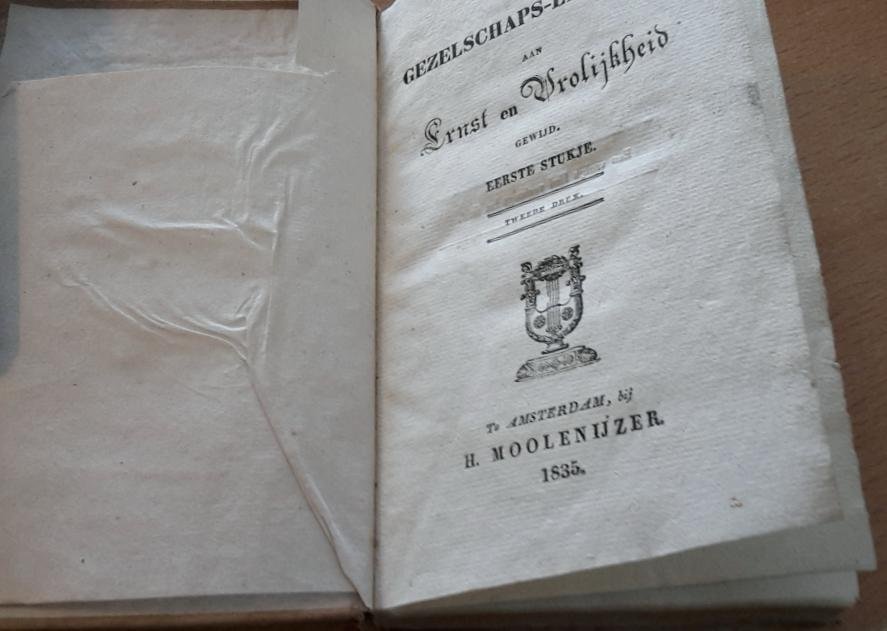 GEZELSCHAPS-
AAN
Ernst en Vrolijkheid
GEWIJD.
EERSTE STUKJE.
TWEEDE DRUK.
Te AMSTERDAM, bij
H. MOOLENIJZER.
1835.